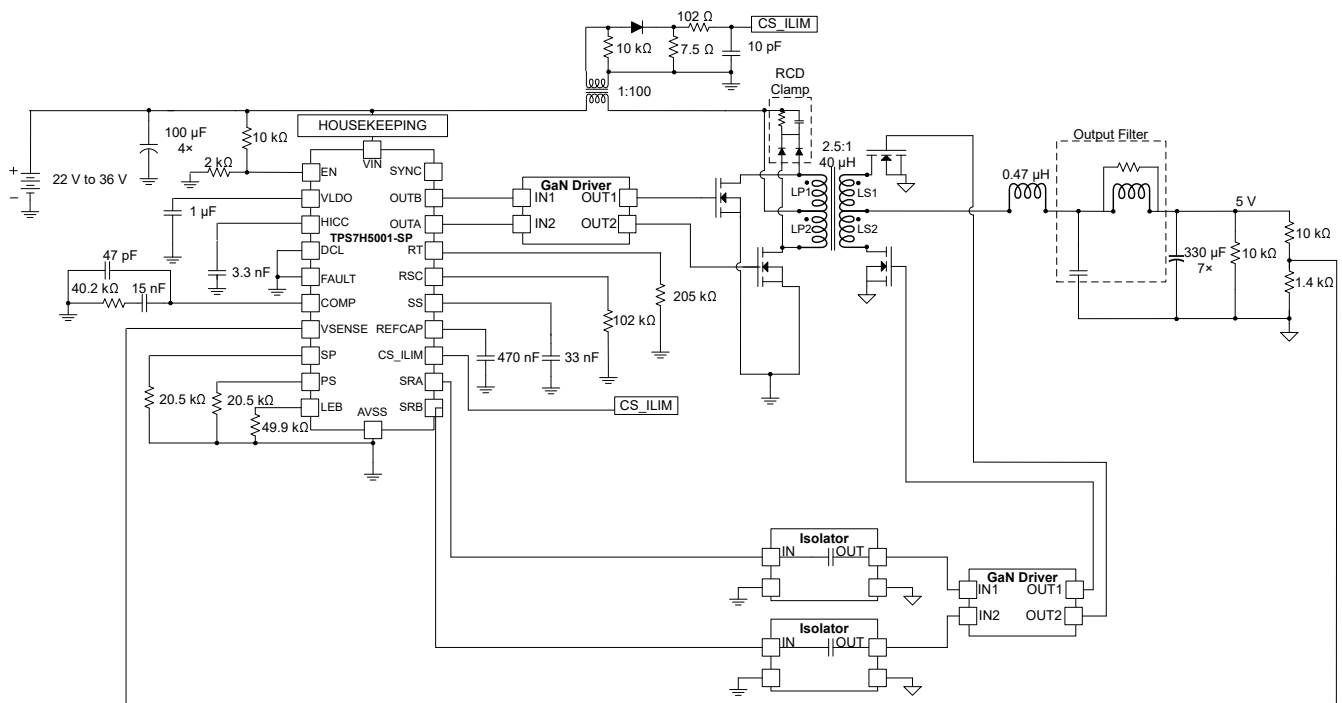 102 Ω
CS_ILIM
10 kΩ
7.5 Ω
10 pF
1:100
RCD
Clamp
100 µF
4×
10 kΩ
HOUSEKEEPING
VIN
2 kΩ
22 V to 36 V
+
−
EN
SYNC
VLDO
OUTB
HICC
OUTA
TPS7H5001-SP
DCL
RT
FAULT
RSC
COMP
SS
VSENSE
REFCAP
SP
CS_ILIM
PS
SRA
LEB
SRB
AVSS
1 µF
3.3 nF
47 pF
40.2 kΩ
15 nF
20.5 kΩ
20.5 kΩ
49.9 kΩ
GaN Driver
IN1
OUT1
IN2
OUT2
205 kΩ
102 kΩ
470 nF
33 nF
CS_ILIM
2.5:1
40 µH
LP1
LS1
LP2
LS2
0.47 µH
Output Filter
5 V
330 µF
7×
10 kΩ
10 kΩ
1.4 kΩ
Isolator
IN
OUT
GaN Driver
IN1
OUT1
IN2
OUT2
Isolator
IN
OUT